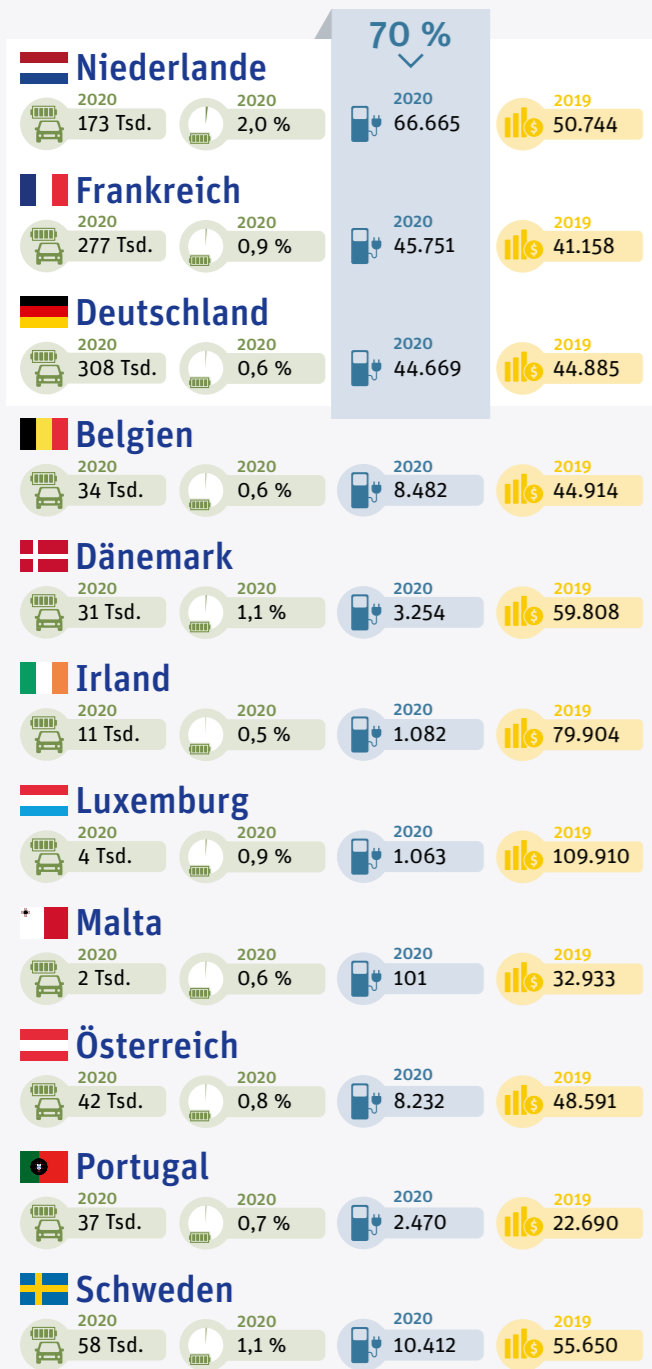 70 %
Niederlande
2020 2020 2020 2019
173 Tsd. 2,0 % 66.665 50.744
Frankreich
2020 2020 2020 2019
277 Tsd. 0,9 % 45.751 41.158
Deutschland
2020 2020 2020 2019
308 Tsd. 0,6 % 44.669 44.885
Belgien
2020 2020 2020 2019
34 Tsd. 0,6 % 8.482 44.914
Dänemark
2020 2020 2020 2019
31 Tsd. 1,1 % 3.254 59.808
Irland
2020 2020 2020 2019
11 Tsd. 0,5 % 1.082 79.904
Luxemburg
2020 2020 2020 2019
4 Tsd. 0,9 % 1.063 109.910
Malta
2020 2020 2020 2019
2 Tsd. 0,6 % 101 32.933
Österreich
2020 2020 2020 2019
42 Tsd. 0,8 % 8.232 48.591
Portugal
2020 2020 2020 2019
37 Tsd. 0,7 % 2.470 22.690
Schweden
2020 2020 2020 2019
58 Tsd. 1,1 % 10.412 55.650